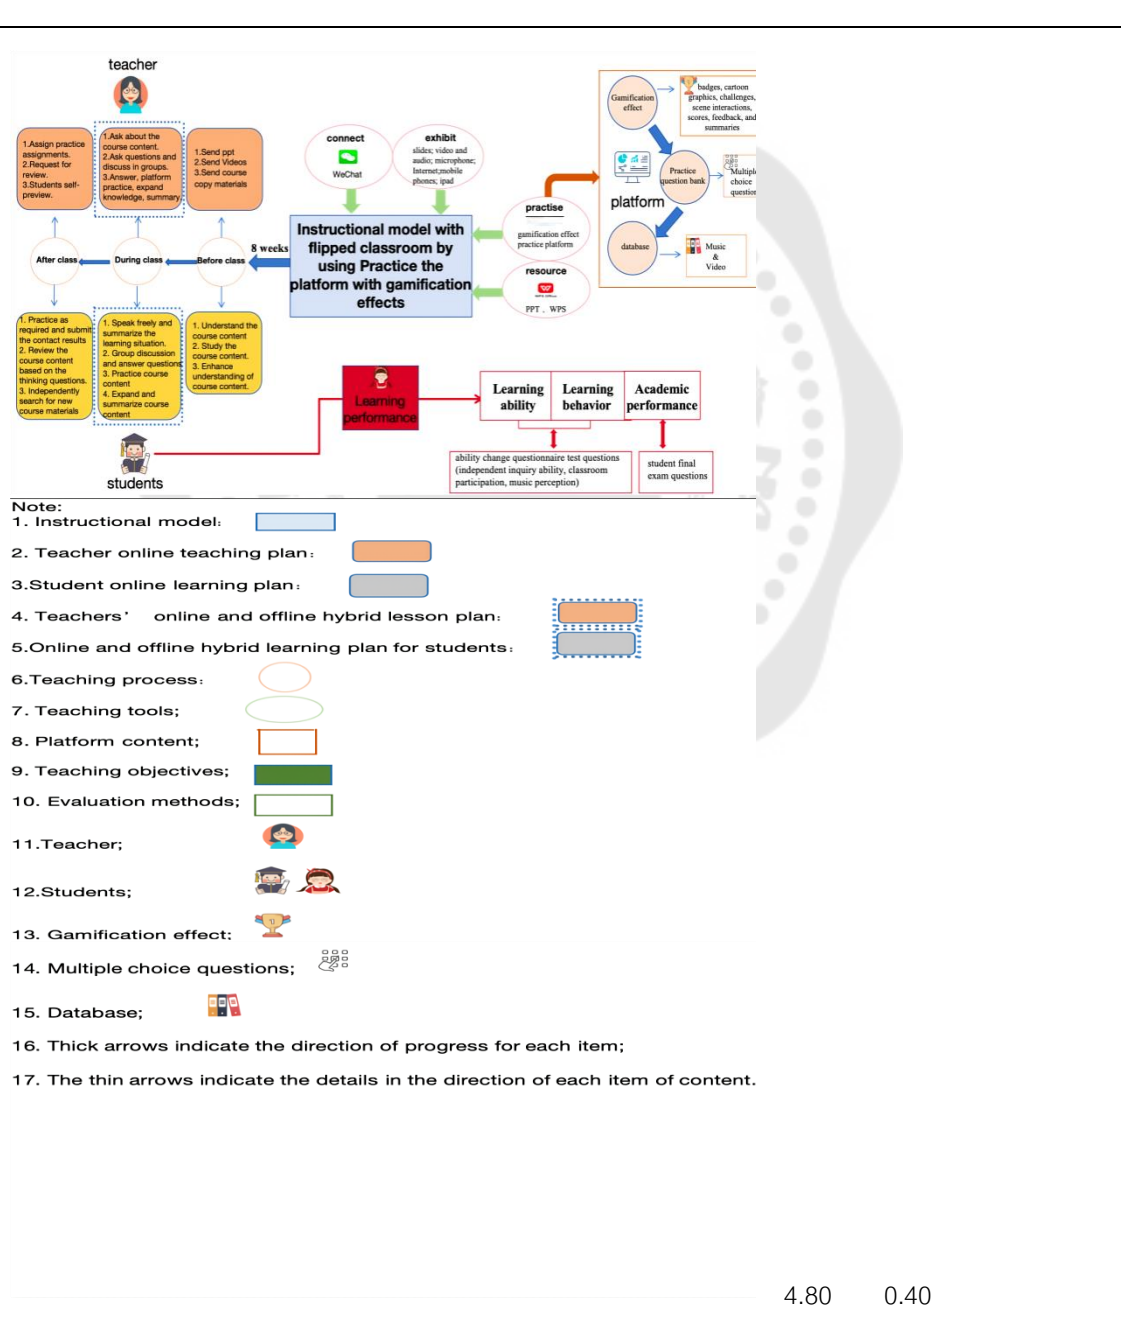 teacher
1.Assign practice
assignments.
2.Request for
review.
3.Students self-
preview.
1.Ask about the
course content.
2.Ask questions and
discuss in groups.
3.Answer, platform
practice, expand
knowledge, summary.
1.Send ppt
2.Send Videos
3.Send course
copy materials
After class
During class
Before class
8 weeks
1. Practice as
required and submit
the contact results
2. Review the
course content
based on the
thinking questions.
3. Independently
search for new
course materials
1. Speak freely and
summarize the
learning situation.
2. Group discussion
and answer questions
3. Practice course
content
4. Expand and
summarize course
content
1. Understand the
course content
2. Study the
course content.
3. Enhance
understanding of
course content.
students
connect
WeChat
exhibit
slides; video and
audio; microphone;
Internet;mobile
phones; ipad
Instructional model with
flipped classroom by
using Practice the
platform with gamification
effects
practise
gamification effect
practice platform
resource
PPT 、WPS
platform
Gamification
effect
badges, cartoon
graphics, challenges,
scene interactions,
scores, feedback, and
summaries
Practice
question bank
Multiple
choice
question
database
Music
&
Video
Learning
performance
Learning
ability
Learning
behavior
Academic
performance
ability change questionnaire test questions
(independent inquiry ability, classroom
participation, music perception)
student final
exam questions
Note:
1. Instructional model:
2. Teacher online teaching plan:
3.Student online learning plan:
4. Teachers’ online and offline hybrid lesson plan:
5.Online and offline hybrid learning plan for students:
6.Teaching process:
7. Teaching tools;
8. Platform content;
9. Teaching objectives;
10. Evaluation methods;
11.Teacher;
12.Students;
13. Gamification effect;
14. Multiple choice questions;
15. Database;
16. Thick arrows indicate the direction of progress for each item;
17. The thin arrows indicate the details in the direction of each item of content.
4.80 0.40